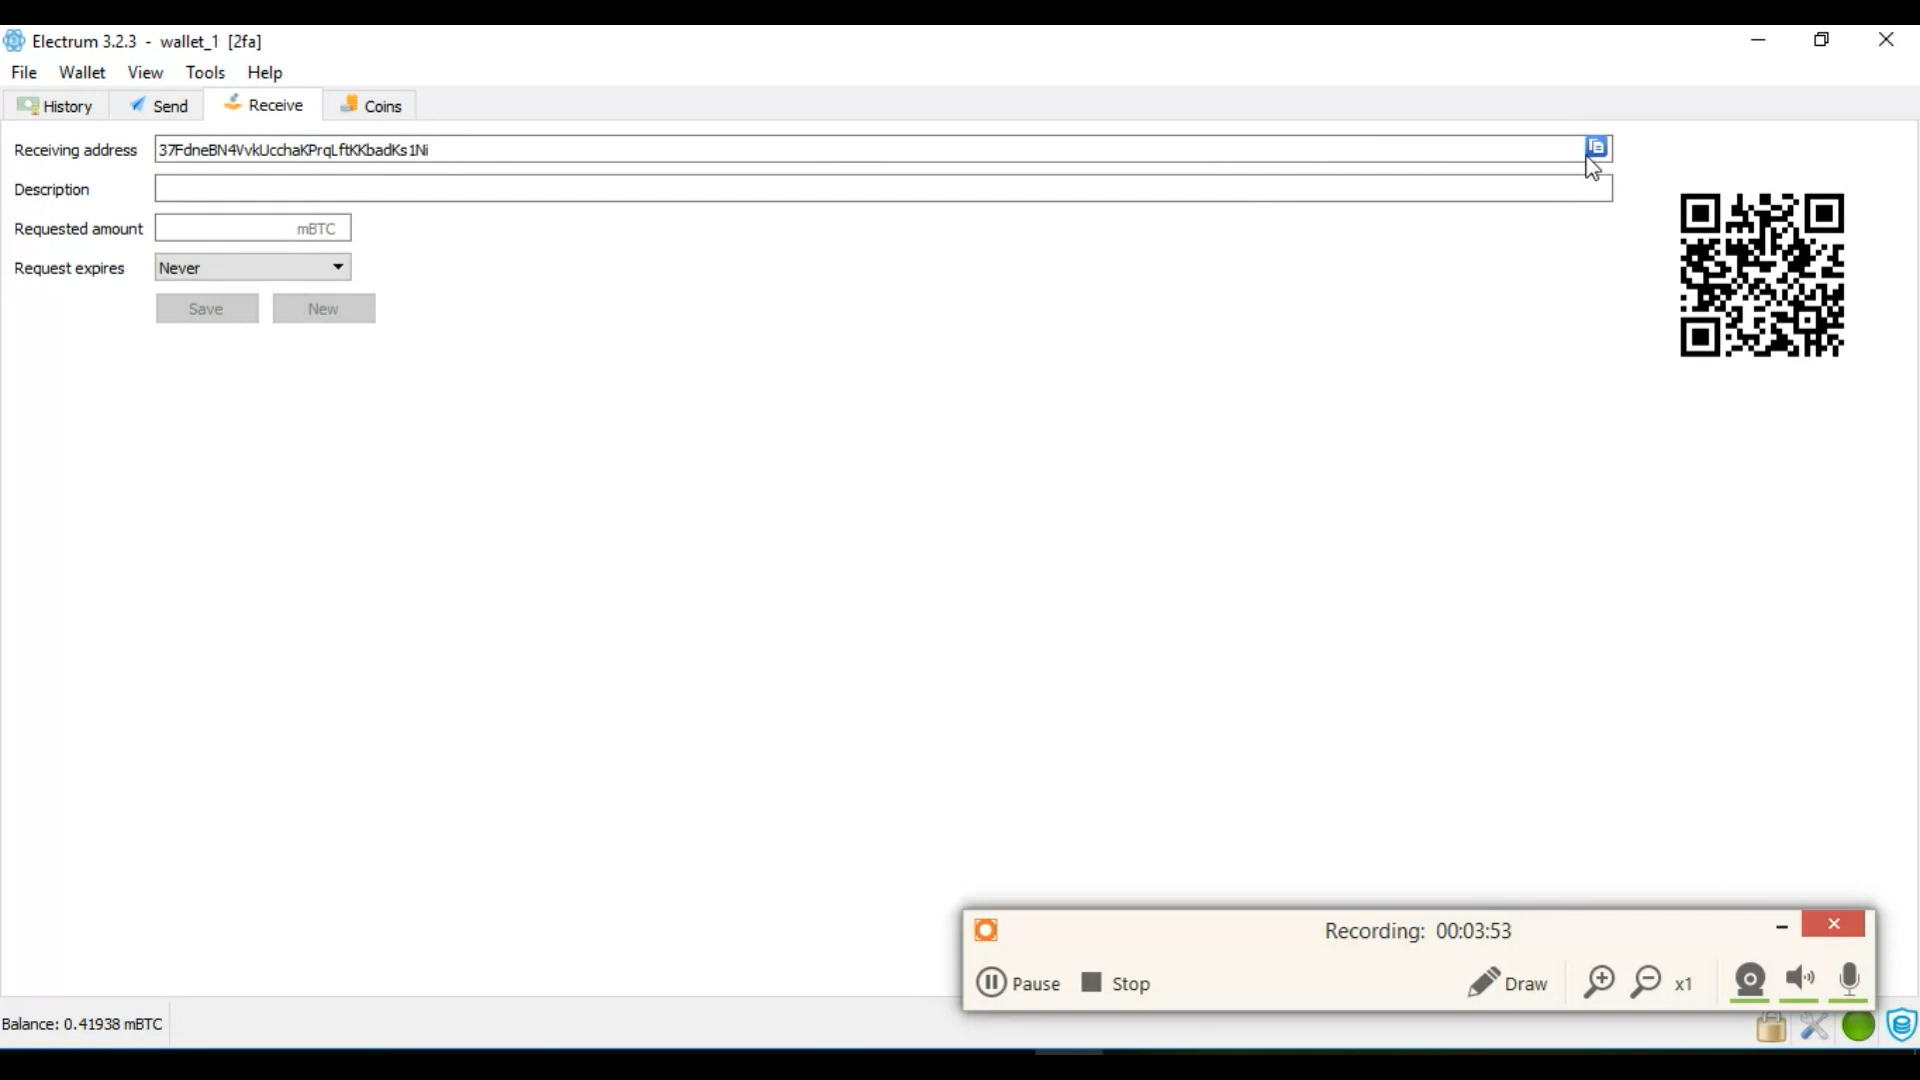 Electrum 3.2.3 - wallet_1 [2fa]
File Wallet View Tools Help
History Send Receive Coins
Receiving address 37FdneBN4VvkUcchaKPrqLftKKbadKs1Ni
Description
Requested amount mBTC
Request expires Never
Save New
Recording: 00:03:53
Pause Stop Draw x1
Balance: 0.41938 mBTC